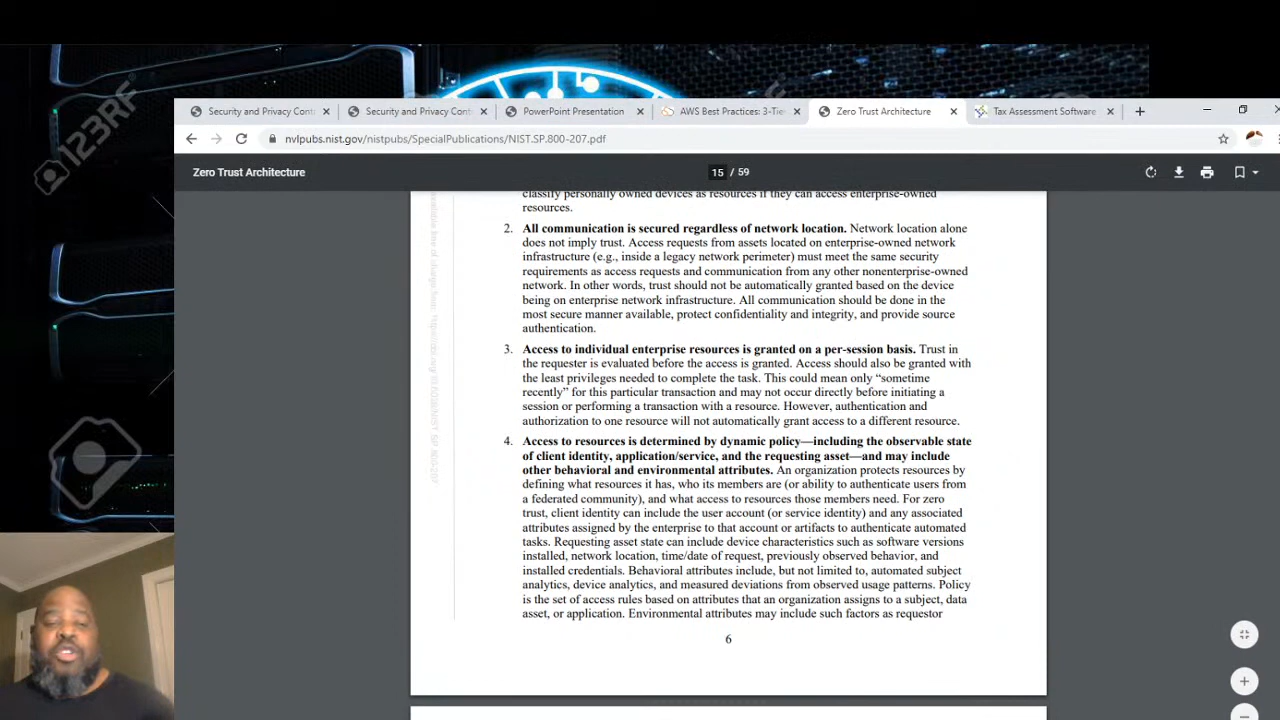 123RF
Security and Privacy Cont
Security and Privacy Cont
PowerPoint Presentation
AWS Best Practices: 3-Tie
Zero Trust Architecture
Tax Assessment Software
nvlpubs.nist.gov/nistpubs/SpecialPublications/NIST.SP.800-207.pdf
Zero Trust Architecture
15 / 59
classify personally owned devices as resources if they can access enterprise-owned
resources.
2. All communication is secured regardless of network location. Network location alone
does not imply trust. Access requests from assets located on enterprise-owned network
infrastructure (e.g., inside a legacy network perimeter) must meet the same security
requirements as access requests and communication from any other nonenterprise-owned
network. In other words, trust should not be automatically granted based on the device
being on enterprise network infrastructure. All communication should be done in the
most secure manner available, protect confidentiality and integrity, and provide source
authentication.
3. Access to individual enterprise resources is granted on a per-session basis. Trust in
the requester is evaluated before the access is granted. Access should also be granted with
the least privileges needed to complete the task. This could mean only “sometime
recently” for this particular transaction and may not occur directly before initiating a
session or performing a transaction with a resource. However, authentication and
authorization to one resource will not automatically grant access to a different resource.
4. Access to resources is determined by dynamic policy—including the observable state
of client identity, application/service, and the requesting asset—and may include
other behavioral and environmental attributes. An organization protects resources by
defining what resources it has, who its members are (or ability to authenticate users from
a federated community), and what access to resources those members need. For zero
trust, client identity can include the user account (or service identity) and any associated
attributes assigned by the enterprise to that account or artifacts to authenticate automated
tasks. Requesting asset state can include device characteristics such as software versions
installed, network location, time/date of request, previously observed behavior, and
installed credentials. Behavioral attributes include, but not limited to, automated subject
analytics, device analytics, and measured deviations from observed usage patterns. Policy
is the set of access rules based on attributes that an organization assigns to a subject, data
asset, or application. Environmental attributes may include such factors as requestor
6